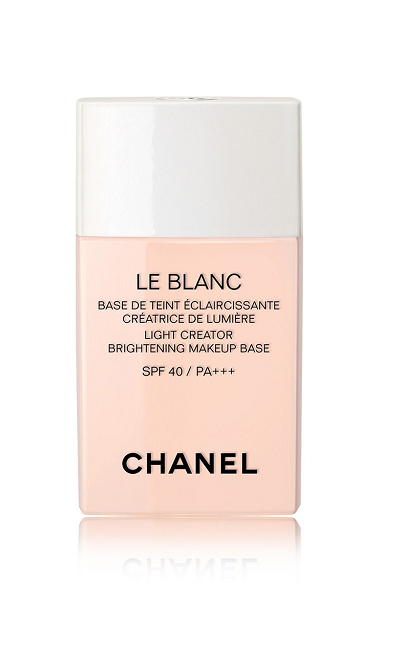 LE BLANC
BASE DE TEINT ÉCLAIRCISSANTE
CRÉATRICE DE LUMIÈRE
LIGHT CREATOR
BRIGHTENING MAKEUP BASE
SPF 40 / PA+++
CHANEL